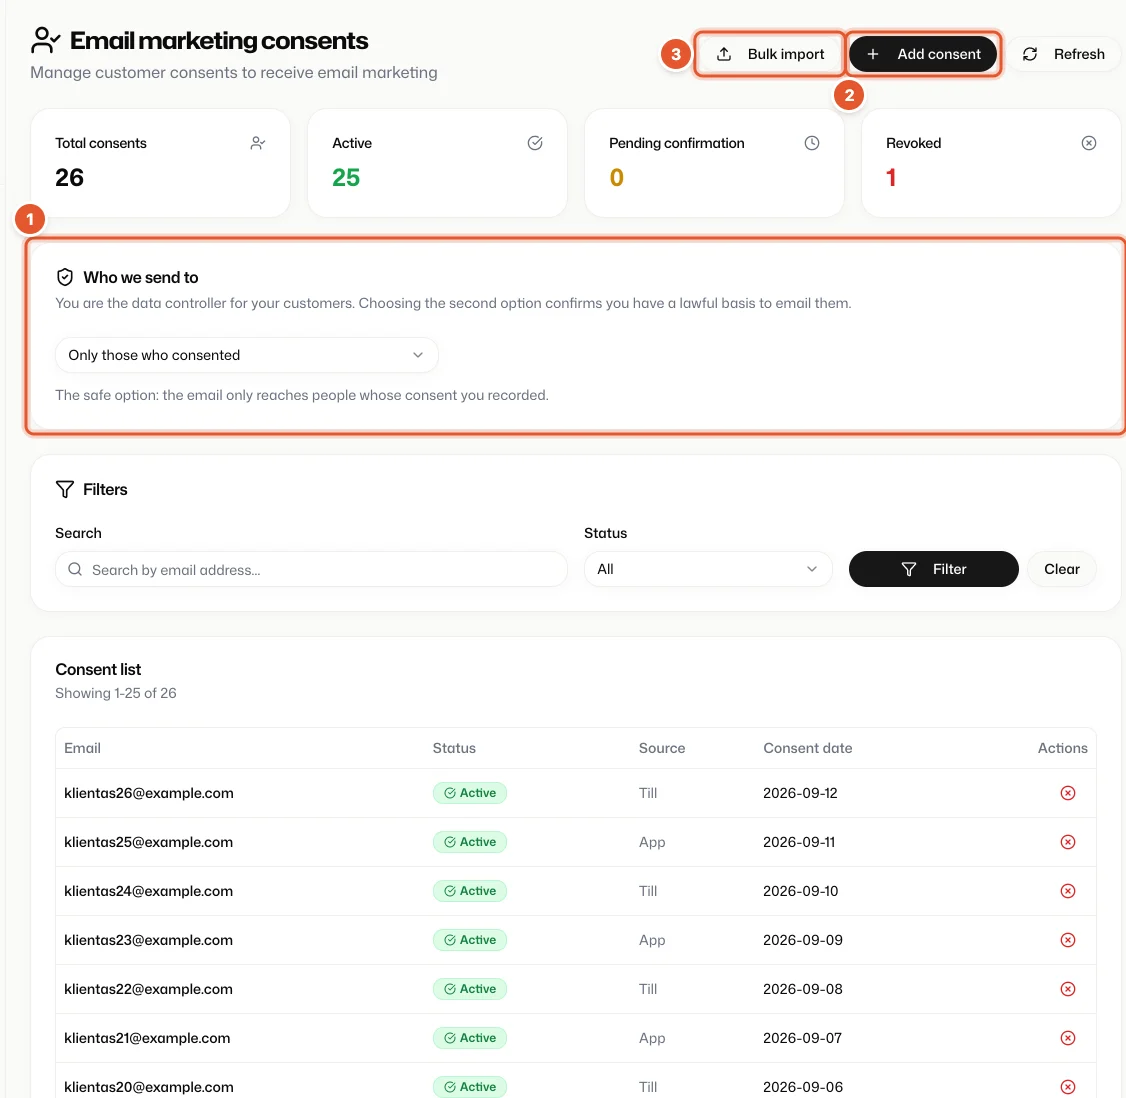 Email marketing consents
Manage customer consents to receive email marketing
3
Bulk import
Add consent
Refresh
2
Total consents
26
Active
25
Pending confirmation
0
Revoked
1
1
Who we send to
You are the data controller for your customers. Choosing the second option confirms you have a lawful basis to email them.
Only those who consented
The safe option: the email only reaches people whose consent you recorded.
Filters
Search
Status
Search by email address...
All
Filter
Clear
Consent list
Showing 1-25 of 26
Email Status Source Consent date Actions
klientas26@example.com Active Till 2026-09-12
klientas25@example.com Active App 2026-09-11
klientas24@example.com Active Till 2026-09-10
klientas23@example.com Active App 2026-09-09
klientas22@example.com Active Till 2026-09-08
klientas21@example.com Active App 2026-09-07
klientas20@example.com Active Till 2026-09-06